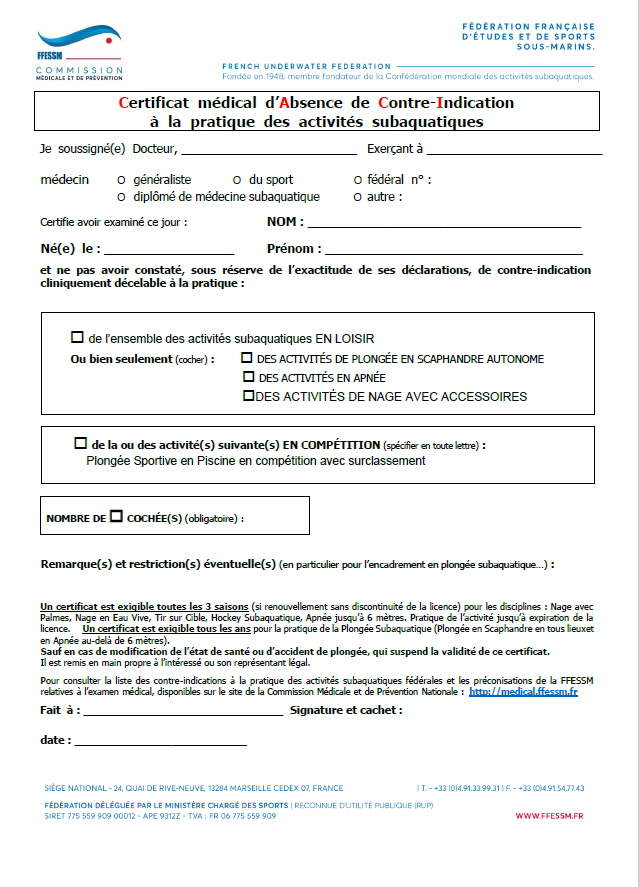 FFESSM
COMMISSION
MÉDICALE ET DE PRÉVENTION
FÉDÉRATION FRANÇAISE
D'ÉTUDES ET DE SPORTS
SOUS-MARINS.
FRENCH UNDERWATER FEDERATION
Fondée en 1948, membre fondateur de la Confédération mondiale des activités subaquatiques.
Certificat médical d'Absence de Contre-Indication
à la pratique des activités subaquatiques
Je soussigné(e) Docteur, ____________________________ Exerçant à ____________________________
médecin O généraliste O du sport O fédéral n° :
O diplômé de médecine subaquatique O autre :
Certifie avoir examiné ce jour : NOM : ____________________________
Né(e) le : ____________________ Prénom : ____________________________
et ne pas avoir constaté, sous réserve de l'exactitude de ses déclarations, de contre-indication
cliniquement décelable à la pratique :
☐ de l'ensemble des activités subaquatiques EN LOISIR
Ou bien seulement (cocher) : ☐ DES ACTIVITÉS DE PLONGÉE EN SCAPHANDRE AUTONOME
☐ DES ACTIVITÉS EN APNÉE
☐DES ACTIVITÉS DE NAGE AVEC ACCESSOIRES
☐ de la ou des activité(s) suivante(s) EN COMPÉTITION (spécifier en toute lettre) :
Plongée Sportive en Piscine en compétition avec surclassement
NOMBRE DE ☐ COCHÉE(S) (obligatoire) :
Remarque(s) et restriction(s) éventuelle(s) (en particulier pour l'encadrement en plongée subaquatique...) :
Un certificat est exigible toutes les 3 saisons (si renouvellement sans discontinuité de la licence) pour les disciplines : Nage avec
Palmes, Nage en Eau Vive, Tir sur Cible, Hockey Subaquatique, Apnée jusqu'à 6 mètres. Pratique de l'activité jusqu'à expiration de la
licence. Un certificat est exigible tous les ans pour la pratique de la Plongée Subaquatique (Plongée en Scaphandre en tous lieuxet
en Apnée au-delà de 6 mètres).
Sauf en cas de modification de l'état de santé ou d'accident de plongée, qui suspend la validité de ce certificat.
Il est remis en main propre à l'intéressé ou son représentant légal.
Pour consulter la liste des contre-indications à la pratique des activités subaquatiques fédérales et les préconisations de la FFESSM
relatives à l'examen médical, disponibles sur le site de la Commission Médicale et de Prévention Nationale : http://medical.ffessm.fr
Fait à : ______________________________ Signature et cachet :
date : __________________________
SIÈGE NATIONAL - 24, QUAI DE RIVE-NEUVE, 13284 MARSEILLE CEDEX 07, FRANCE | T. - +33 (0)4.91.33.99.31 | F. - +33 (0)4.91.54.77.43
FÉDÉRATION DÉLÉGUÉE PAR LE MINISTÈRE CHARGÉ DES SPORTS | RECONNUE D'UTILITÉ PUBLIQUE (RUP)
SIRET 775 559 909 00012 - APE 9312Z - TVA : FR 06 775 559 909 WWW.FFESSM.FR